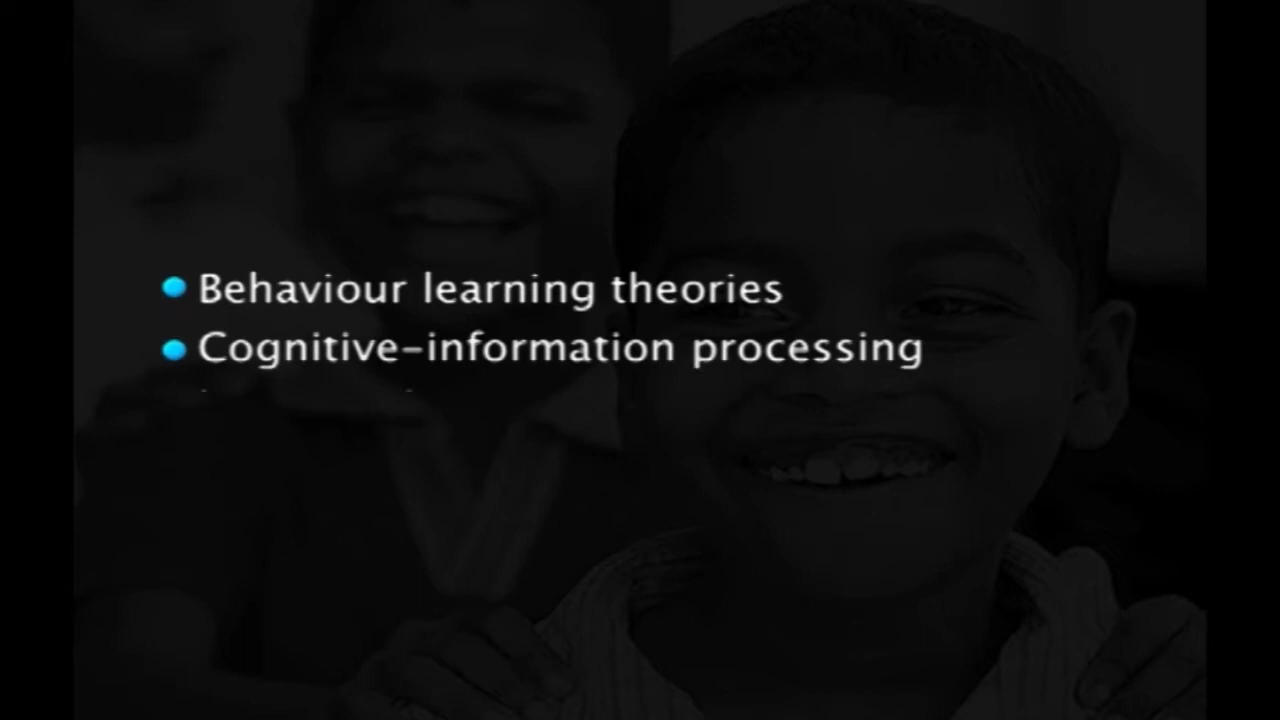 Behaviour learning theories
Cognitive–information processing